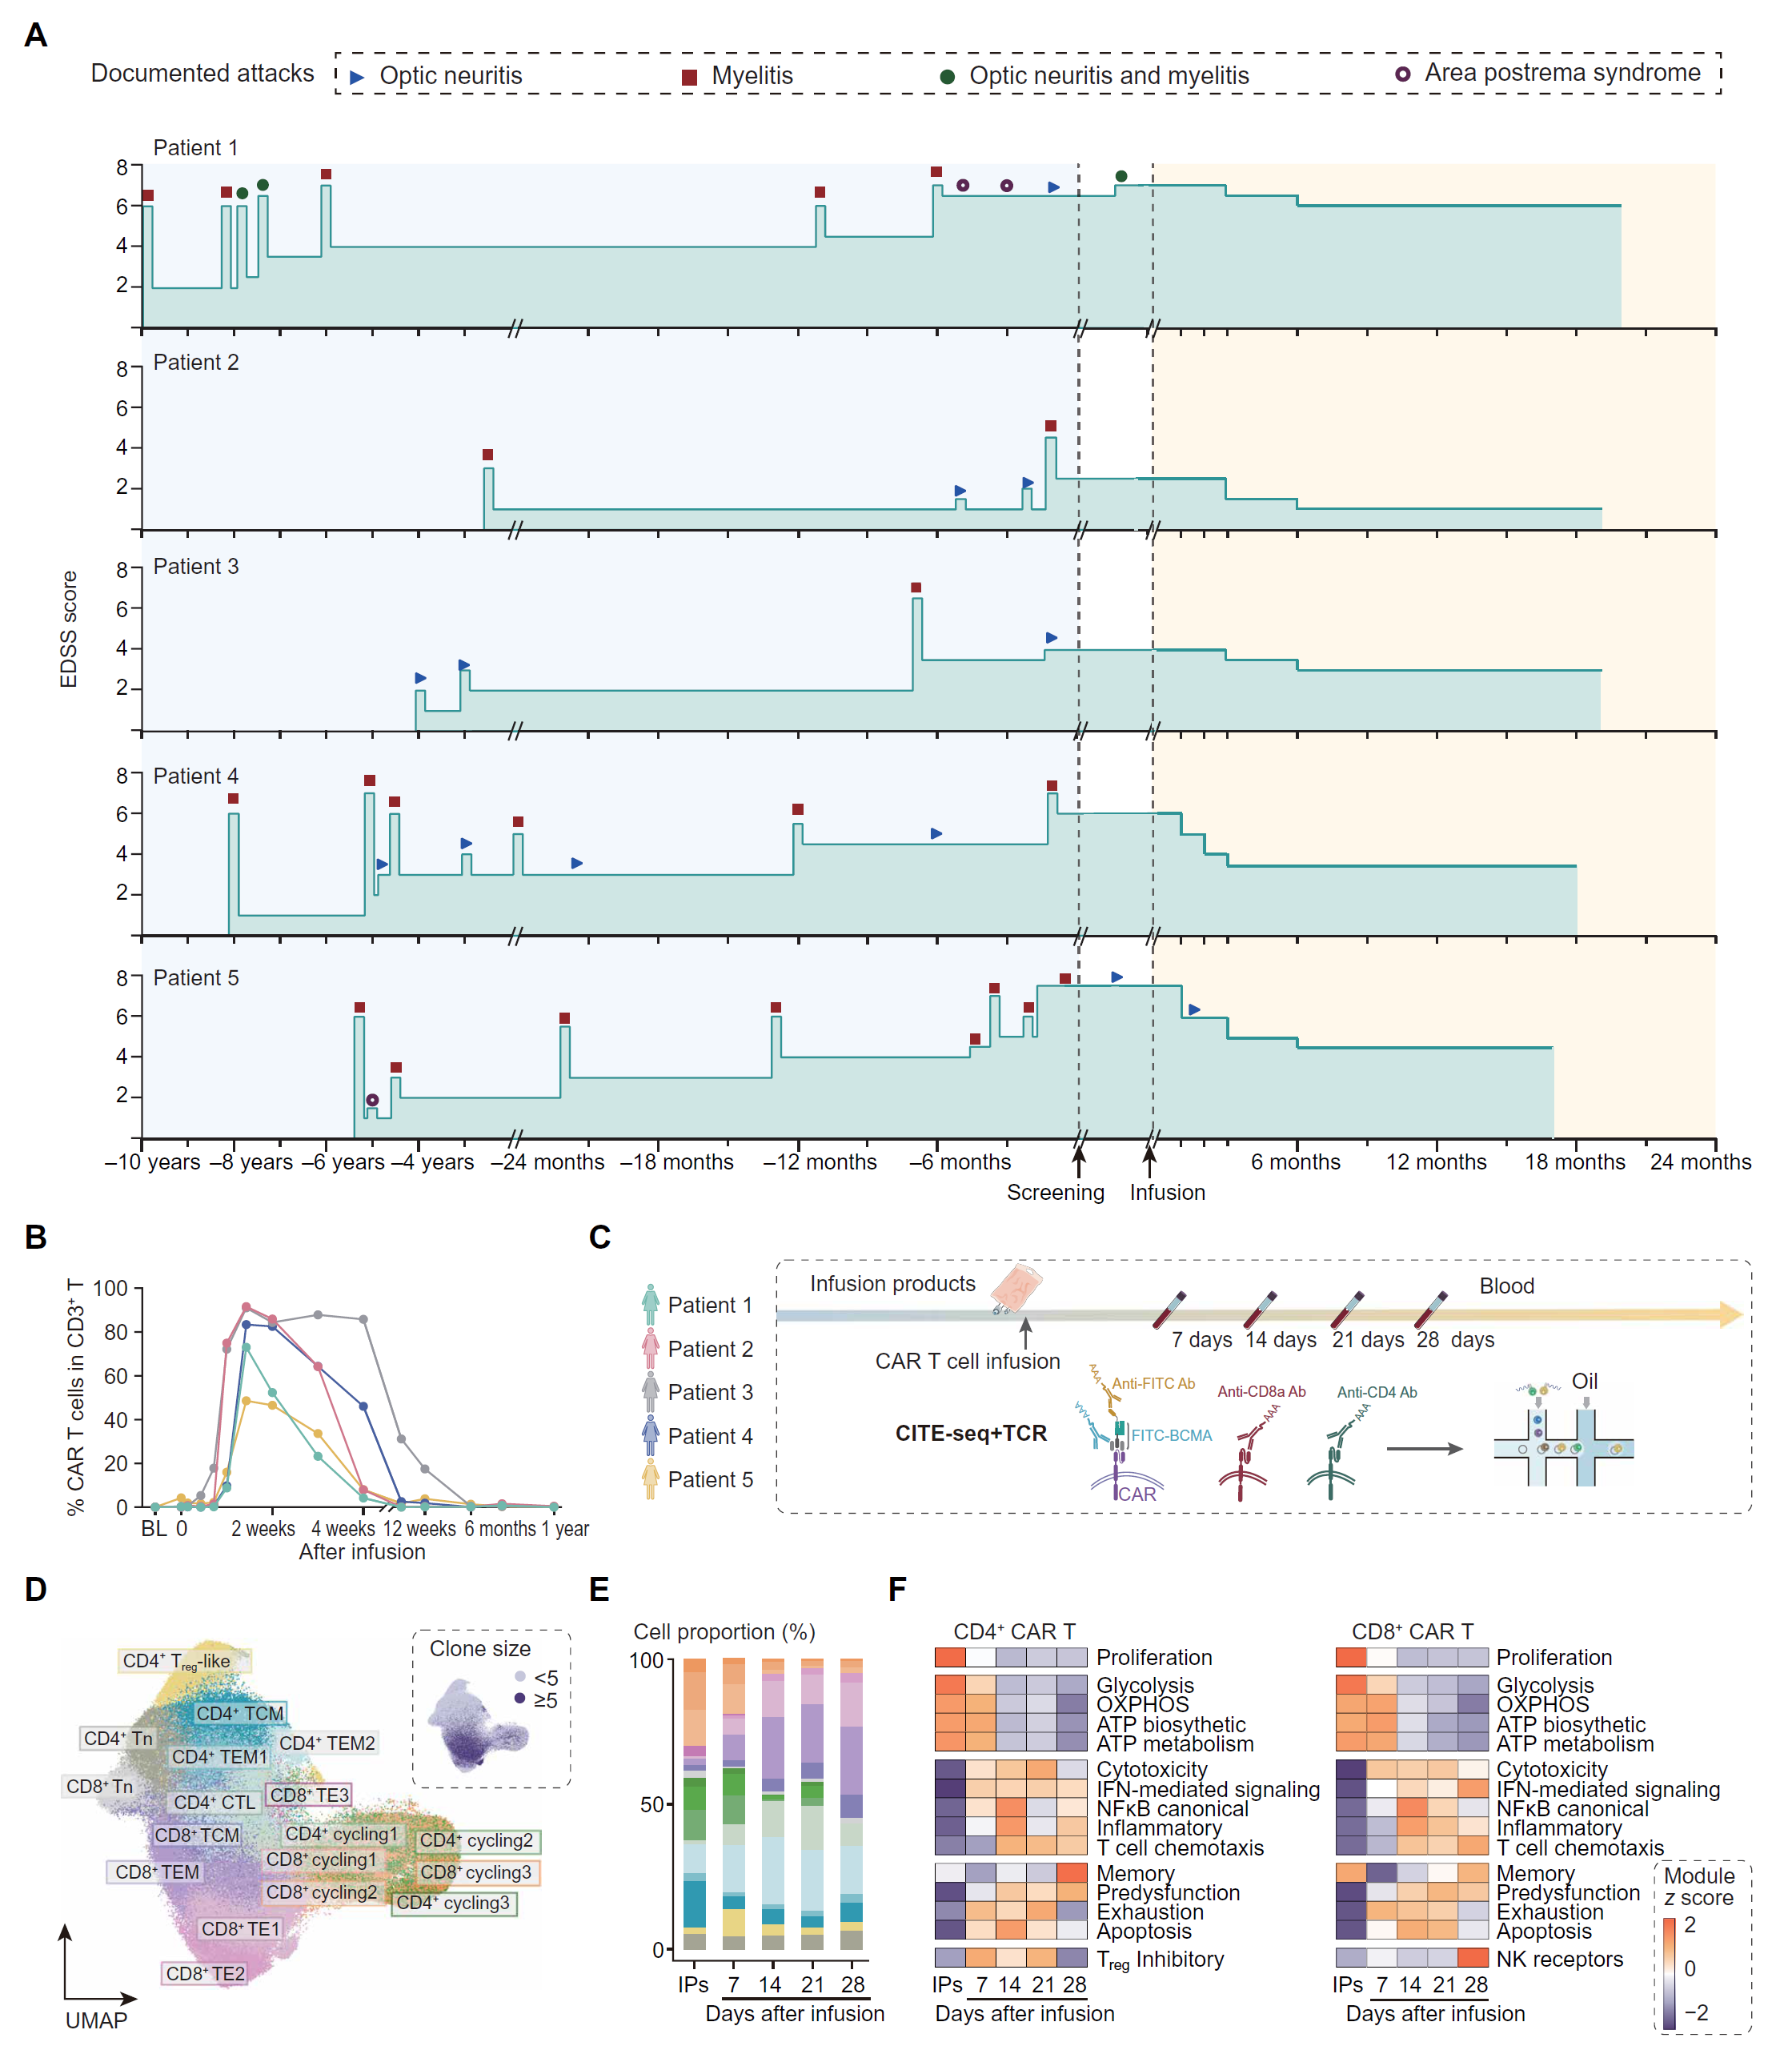 A
Documented attacks
Optic neuritis
Myelitis
Optic neuritis and myelitis
Area postrema syndrome
EDSS score
Patient 1
8
6
4
2
Patient 2
8
6
4
2
Patient 3
8
6
4
2
Patient 4
8
6
4
2
Patient 5
8
6
4
2
–10 years –8 years –6 years –4 years –24 months –18 months –12 months –6 months 6 months 12 months 18 months 24 months
Screening Infusion
B
% CAR T cells in CD3⁺ T
100
80
60
40
20
0
BL 0 2 weeks 4 weeks 12 weeks 6 months 1 year
After infusion
Patient 1
Patient 2
Patient 3
Patient 4
Patient 5
C
Infusion products
Blood
7 days 14 days 21 days 28 days
CAR T cell infusion
CITE-seq+TCR
Anti-FITC Ab
FITC-BCMA
CAR
Anti-CD8a Ab
Anti-CD4 Ab
AAA
AAA
Oil
D
Clone size
<5
≥5
CD4⁺ Treg-like
CD4⁺ TCM
CD4⁺ Tn
CD4⁺ TEM2
CD4⁺ TEM1
CD8⁺ Tn
CD8⁺ TE3
CD4⁺ CTL
CD8⁺ TCM
CD4⁺ cycling1
CD4⁺ cycling2
CD8⁺ cycling1
CD8⁺ TEM
CD8⁺ cycling3
CD8⁺ cycling2
CD4⁺ cycling3
CD8⁺ TE1
CD8⁺ TE2
UMAP
E
Cell proportion (%)
100
50
0
IPs 7 14 21 28
Days after infusion
F
CD4⁺ CAR T
Proliferation
Glycolysis
OXPHOS
ATP biosythetic
ATP metabolism
Cytotoxicity
IFN-mediated signaling
NFκB canonical
Inflammatory
T cell chemotaxis
Memory
Predysfunction
Exhaustion
Apoptosis
Treg Inhibitory
IPs 7 14 21 28
Days after infusion
CD8⁺ CAR T
Proliferation
Glycolysis
OXPHOS
ATP biosythetic
ATP metabolism
Cytotoxicity
IFN-mediated signaling
NFκB canonical
Inflammatory
T cell chemotaxis
Memory
Predysfunction
Exhaustion
Apoptosis
NK receptors
IPs 7 14 21 28
Days after infusion
Module
z score
2
0
−2